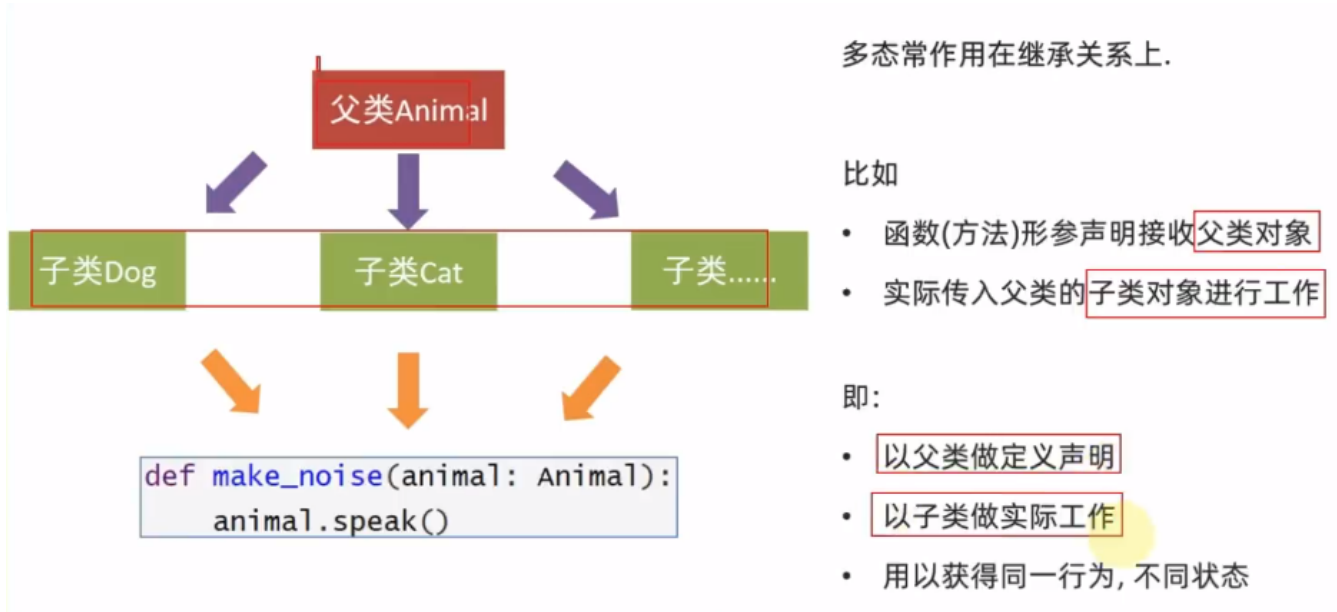 父类Animal
子类Dog
子类Cat
子类......
def make_noise(animal: Animal):
animal.speak()
多态常作用在继承关系上.
比如
• 函数(方法)形参声明接收父类对象
• 实际传入父类的子类对象进行工作
即:
• 以父类做定义声明
• 以子类做实际工作
• 用以获得同一行为, 不同状态